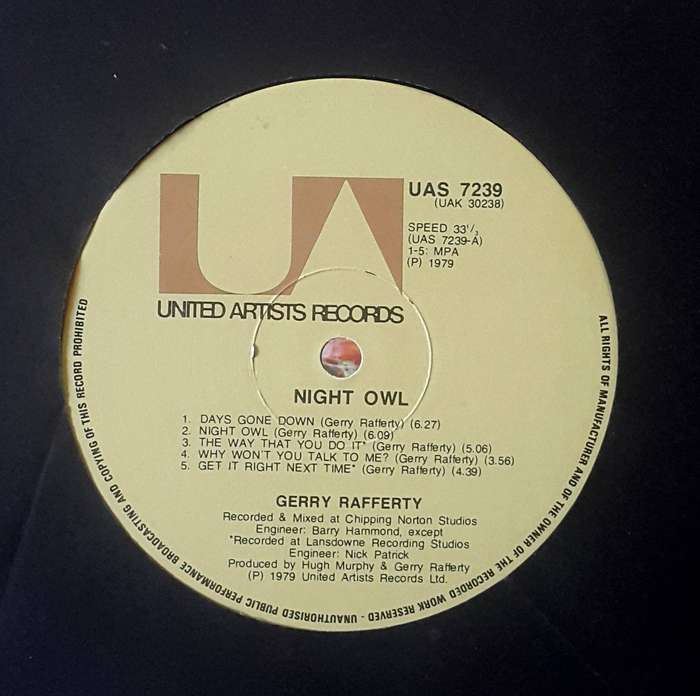 UA
UNITED ARTISTS RECORDS
UAS 7239
(UAK 30238)
SPEED 33⅓
(UAS 7239-A)
1-5: MPA
(P) 1979
NIGHT OWL
1. DAYS GONE DOWN (Gerry Rafferty) (6.27)
2. NIGHT OWL (Gerry Rafferty) (6.09)
3. THE WAY THAT YOU DO IT* (Gerry Rafferty) (5.06)
4. WHY WON'T YOU TALK TO ME? (Gerry Rafferty) (3.56)
5. GET IT RIGHT NEXT TIME* (Gerry Rafferty) (4.39)
GERRY RAFFERTY
Recorded & Mixed at Chipping Norton Studios
Engineer: Barry Hammond, except
*Recorded at Lansdowne Recording Studios
Engineer: Nick Patrick
Produced by Hugh Murphy & Gerry Rafferty
(P) 1979 United Artists Records Ltd.
ALL RIGHTS OF MANUFACTURER AND OF THE OWNER OF THE RECORDED WORK RESERVED - UNAUTHORISED PUBLIC PERFORMANCE BROADCASTING AND COPYING OF THIS RECORD PROHIBITED